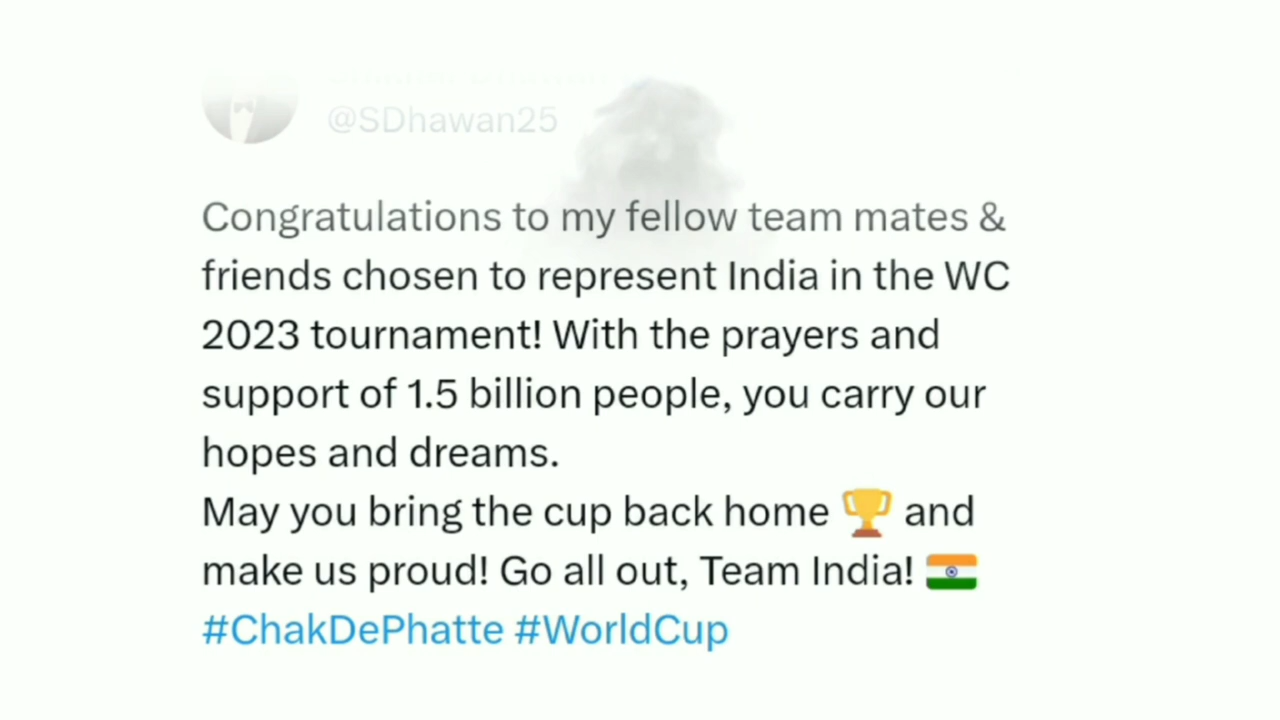 @SDhawan25
Congratulations to my fellow team mates &
friends chosen to represent India in the WC
2023 tournament! With the prayers and
support of 1.5 billion people, you carry our
hopes and dreams.
May you bring the cup back home 🏆 and
make us proud! Go all out, Team India! 🇮🇳
#ChakDePhatte #WorldCup